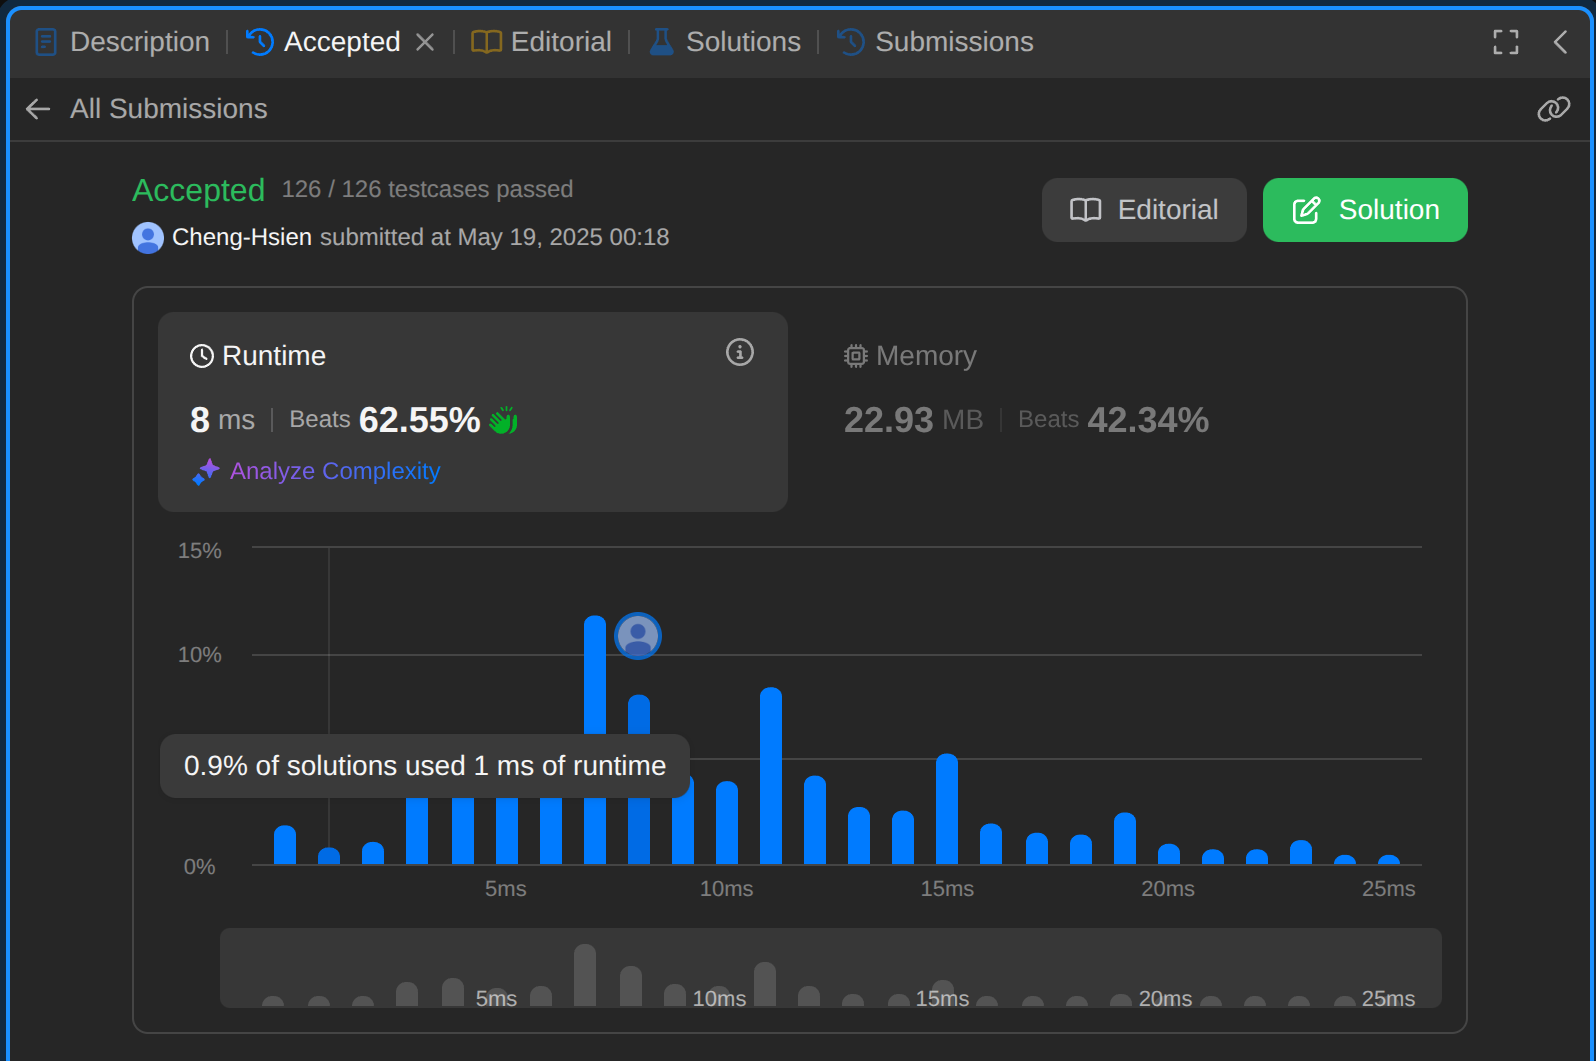 Description
Accepted
Editorial
Solutions
Submissions
All Submissions
Accepted 126 / 126 testcases passed
Cheng-Hsien submitted at May 19, 2025 00:18
Editorial
Solution
Runtime
8 ms
Beats 62.55%
Analyze Complexity
Memory
22.93 MB
Beats 42.34%
15%
10%
0%
0.9% of solutions used 1 ms of runtime
5ms 10ms 15ms 20ms 25ms
5ms 10ms 15ms 20ms 25ms